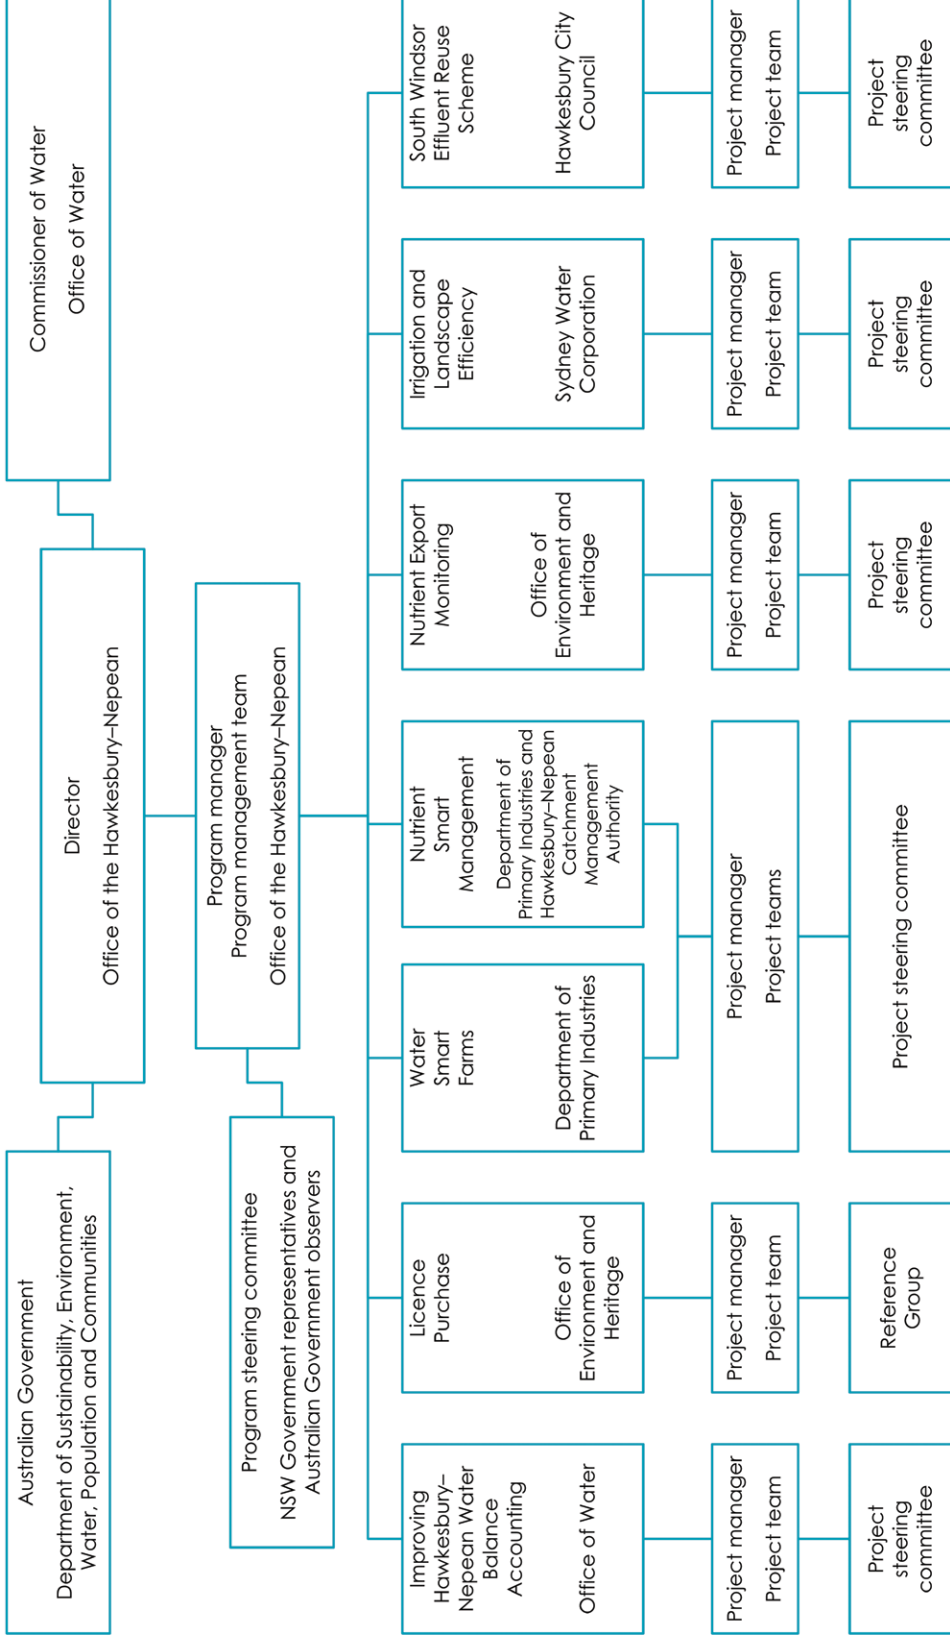 Australian Government
Department of Sustainability, Environment,
Water, Population and Communities
Director
Office of the Hawkesbury–Nepean
Commissioner of Water
Office of Water
Program steering committee
NSW Government representatives and
Australian Government observers
Program manager
Program management team
Office of the Hawkesbury–Nepean
Improving
Hawkesbury–
Nepean Water
Balance
Accounting
Office of Water
Licence
Purchase
Office of
Environment and
Heritage
Water
Smart
Farms
Department of
Primary Industries
Nutrient
Smart
Management
Department of
Primary Industries and
Hawkesbury–Nepean
Catchment
Management
Authority
Nutrient Export
Monitoring
Office of
Environment and
Heritage
Irrigation and
Landscape
Efficiency
Sydney Water
Corporation
South Windsor
Effluent Reuse
Scheme
Hawkesbury City
Council
Project manager
Project team
Project manager
Project team
Project manager
Project teams
Project manager
Project team
Project manager
Project team
Project manager
Project team
Project
steering
committee
Reference
Group
Project steering committee
Project
steering
committee
Project
steering
committee
Project
steering
committee